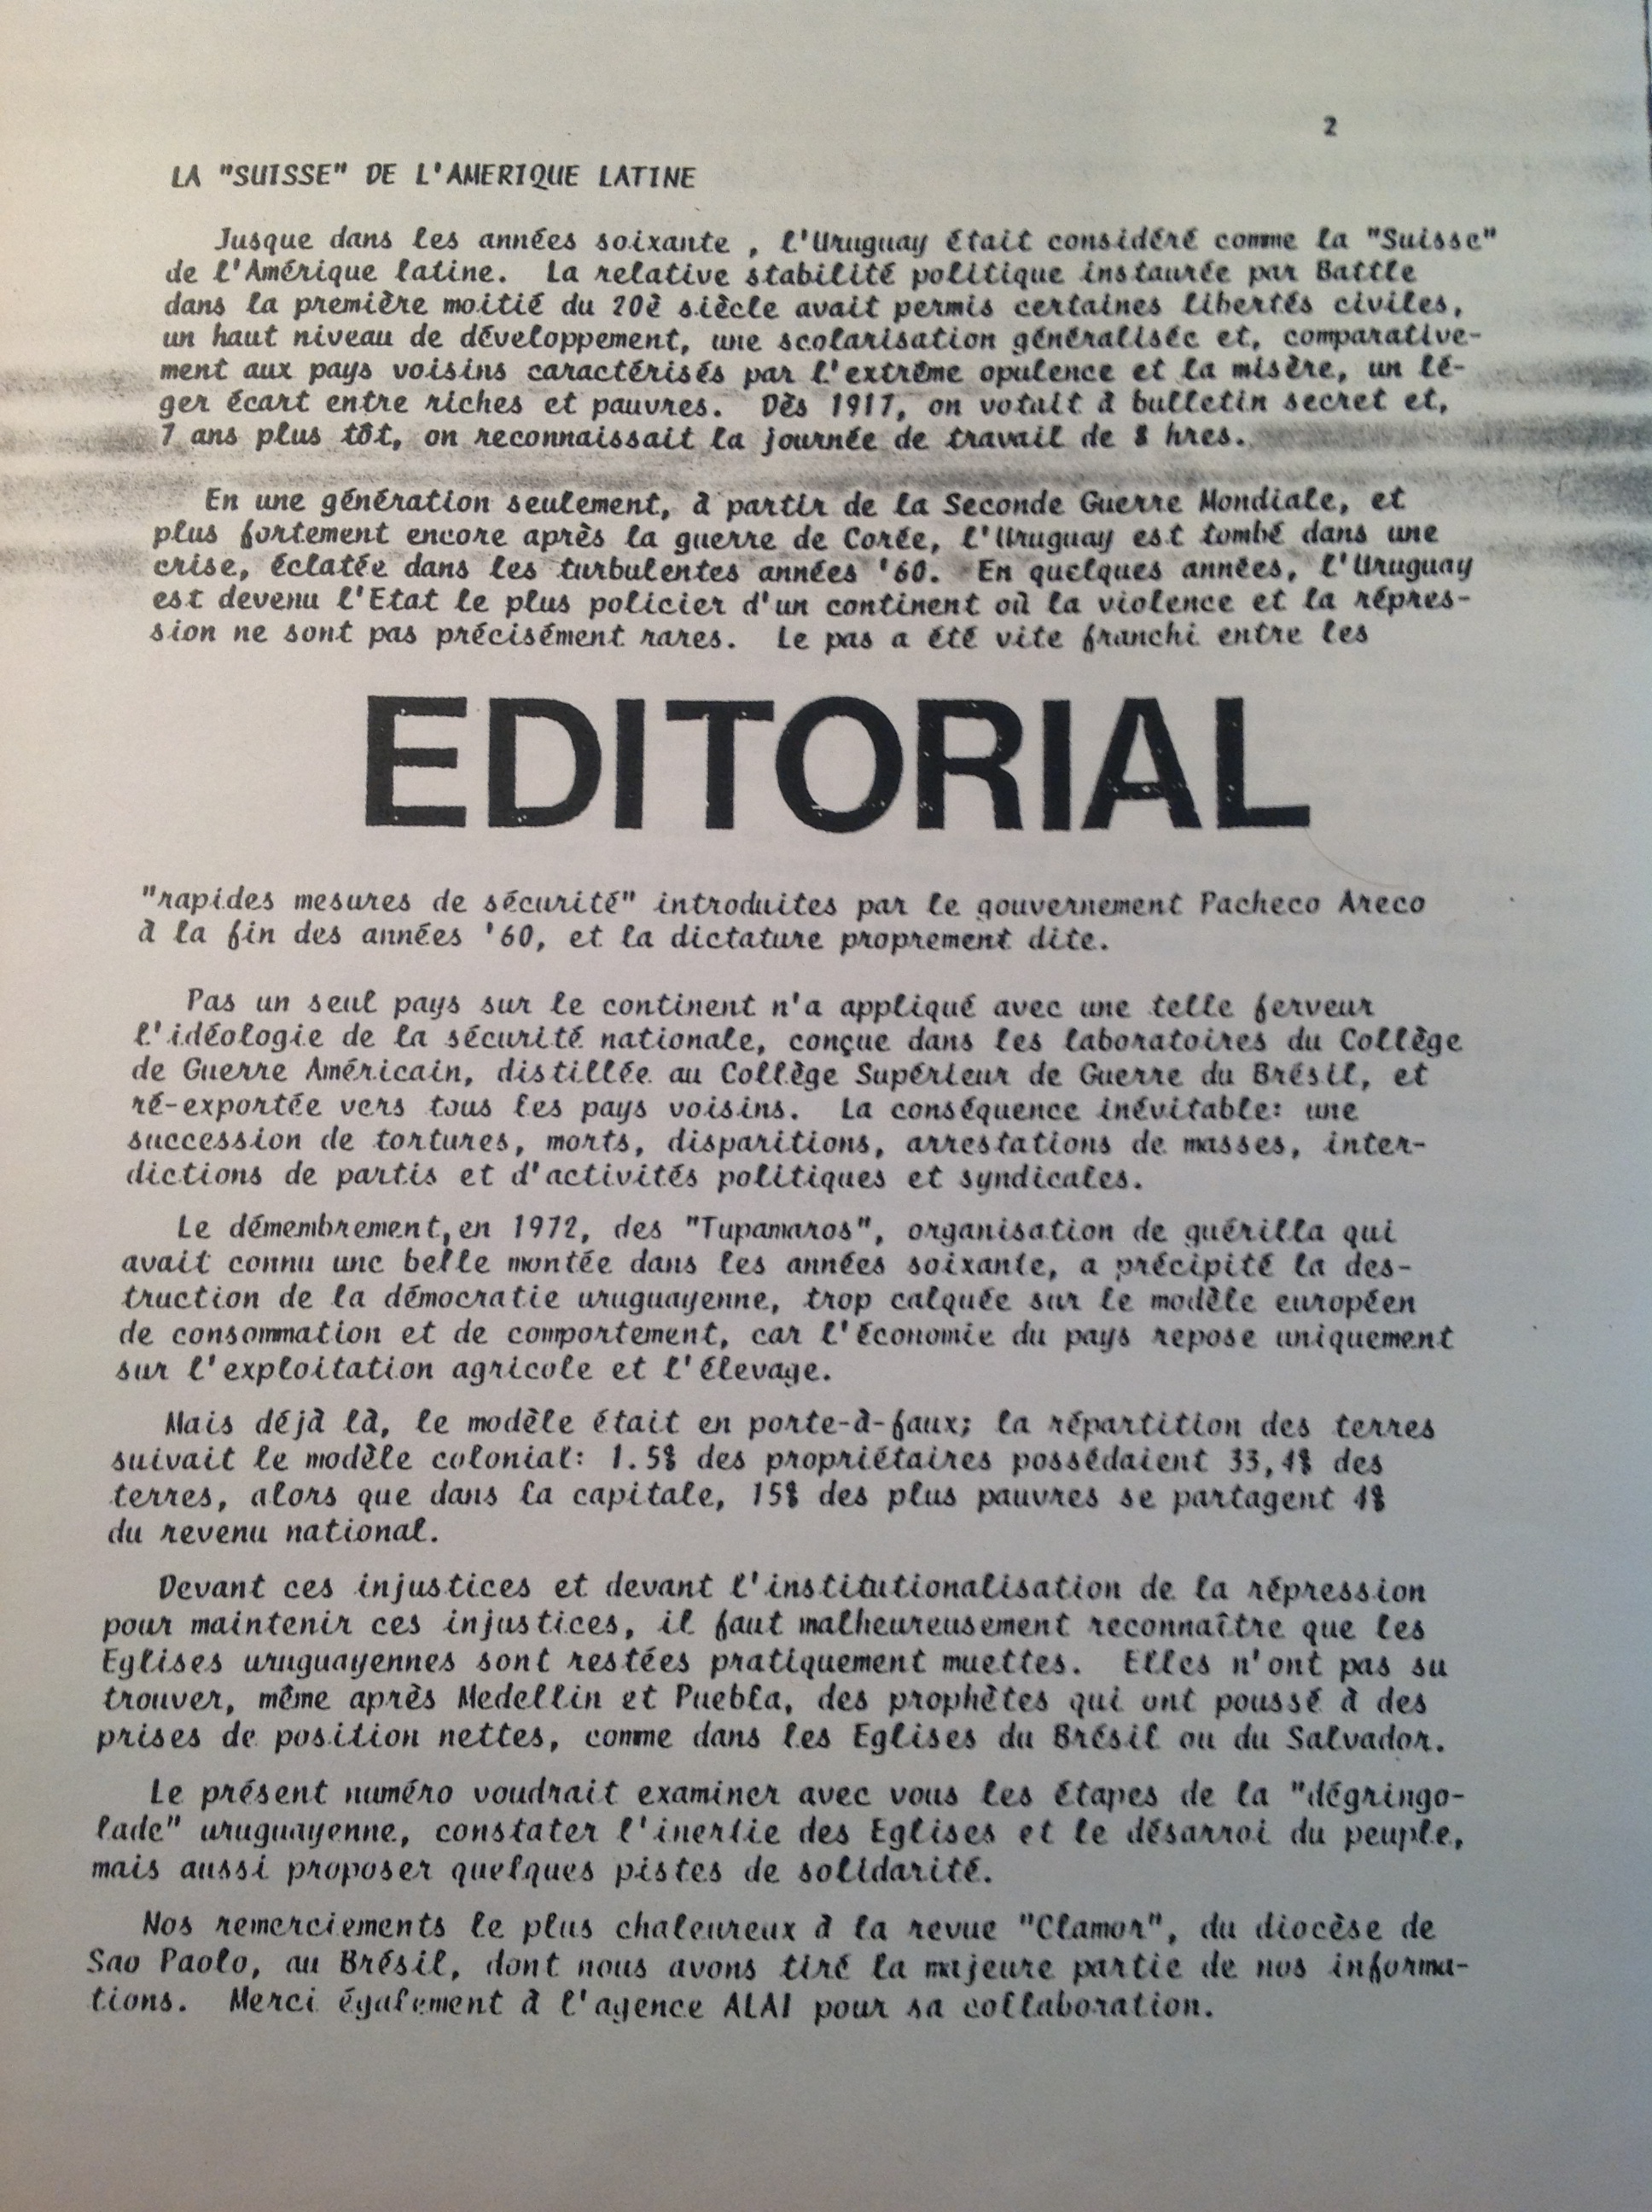 2
LA "SUISSE" DE L'AMERIQUE LATINE
Jusque dans les années soixante , l'Uruguay était considéré comme la "Suisse"
de l'Amérique latine. La relative stabilité politique instaurée par Battle
dans la première moitié du 20è siècle avait permis certaines libertés civiles,
un haut niveau de développement, une scolarisation généralisée et, comparative-
ment aux pays voisins caractérisés par l'extrême opulence et la misère, un lé-
ger écart entre riches et pauvres. Dès 1917, on votait à bulletin secret et,
7 ans plus tôt, on reconnaissait la journée de travail de 8 hres.
En une génération seulement, à partir de la Seconde Guerre Mondiale, et
plus fortement encore après la guerre de Corée, l'Uruguay est tombé dans une
crise, éclatée dans les turbulentes années '60. En quelques années, l'Uruguay
est devenu l'Etat le plus policier d'un continent où la violence et la répres-
sion ne sont pas précisément rares. Le pas a été vite franchi entre les
EDITORIAL
"rapides mesures de sécurité" introduites par le gouvernement Pacheco Areco
à la fin des années '60, et la dictature proprement dite.
Pas un seul pays sur le continent n'a appliqué avec une telle ferveur
l'idéologie de la sécurité nationale, conçue dans les laboratoires du Collège
de Guerre Américain, distillée au Collège Supérieur de Guerre du Brésil, et
ré-exportée vers tous les pays voisins. La conséquence inévitable: une
succession de tortures, morts, disparitions, arrestations de masses, inter-
dictions de partis et d'activités politiques et syndicales.
Le démembrement, en 1972, des "Tupamaros", organisation de guérilla qui
avait connu une belle montée dans les années soixante, a précipité la des-
truction de la démocratie uruguayenne, trop calquée sur le modèle européen
de consommation et de comportement, car l'économie du pays repose uniquement
sur l'exploitation agricole et l'élevage.
Mais déjà là, le modèle était en porte-à-faux; la répartition des terres
suivait le modèle colonial: 1.5% des propriétaires possédaient 33,4% des
terres, alors que dans la capitale, 15% des plus pauvres se partagent 4%
du revenu national.
Devant ces injustices et devant l'institutionalisation de la répression
pour maintenir ces injustices, il faut malheureusement reconnaître que les
Eglises uruguayennes sont restées pratiquement muettes. Elles n'ont pas su
trouver, même après Medellin et Puebla, des prophètes qui ont poussé à des
prises de position nettes, comme dans les Eglises du Brésil ou du Salvador.
Le présent numéro voudrait examiner avec vous les étapes de la "dégringo-
lade" uruguayenne, constater l'inertie des Eglises et le désarroi du peuple,
mais aussi proposer quelques pistes de solidarité.
Nos remerciements le plus chaleureux à la revue "Clamor", du diocèse de
Sao Paolo, au Brésil, dont nous avons tiré la majeure partie de nos informa-
tions. Merci également à l'agence ALAI pour sa collaboration.